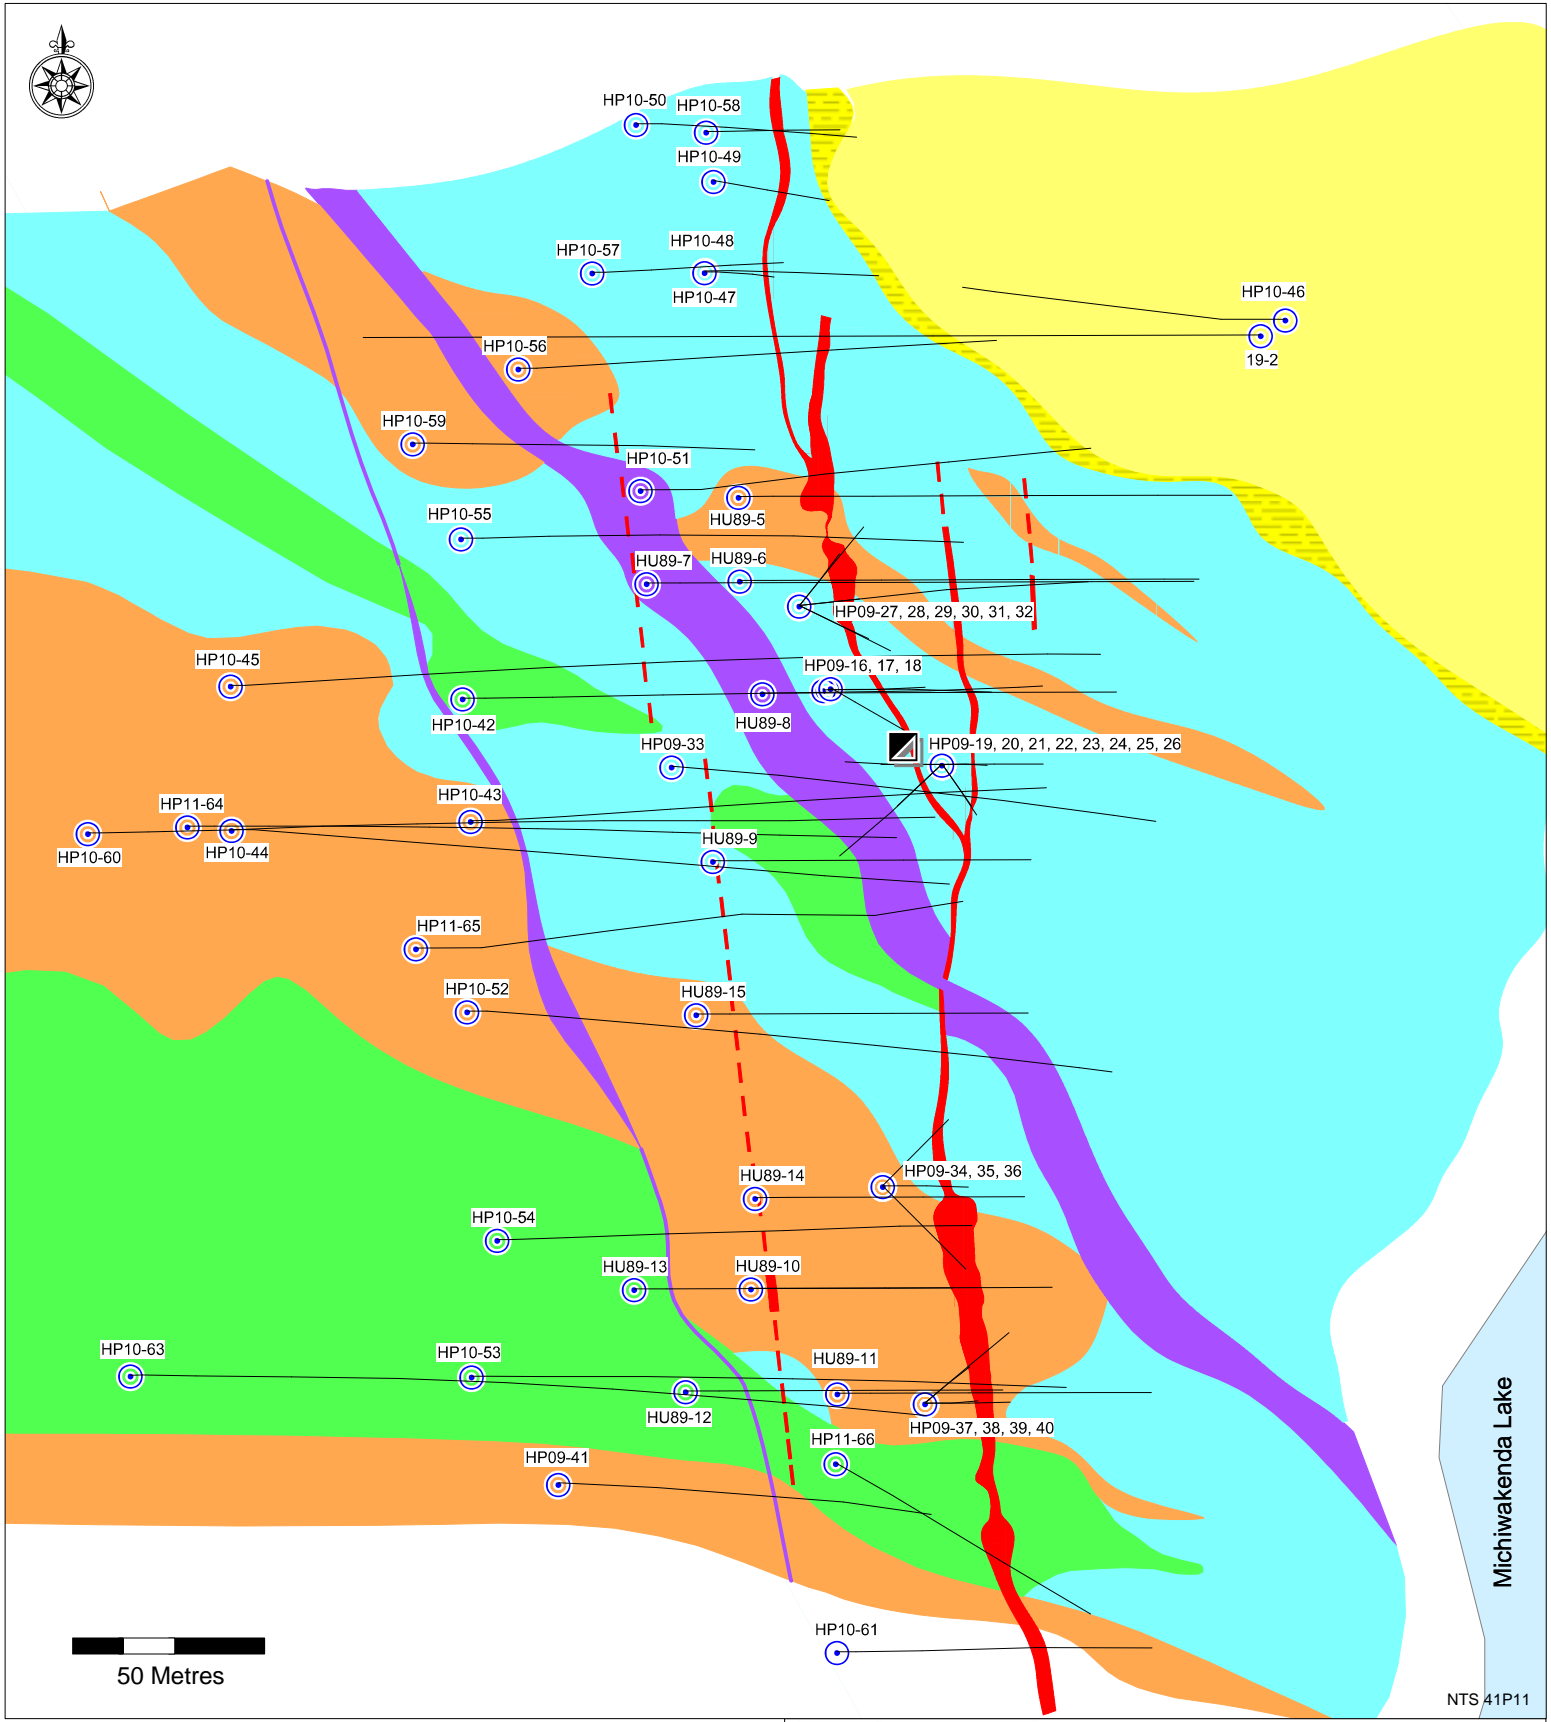 HP10-50
HP10-58
HP10-49
HP10-57
HP10-48
HP10-47
HP10-46
19-2
HP10-56
HP10-59
HP10-51
HU89-5
HP10-55
HU89-7
HU89-6
HP09-27, 28, 29, 30, 31, 32
HP10-45
HP09-16, 17, 18
HP10-42
HU89-8
HP09-33
HP09-19, 20, 21, 22, 23, 24, 25, 26
HP10-43
HP11-64
HP10-60
HP10-44
HU89-9
HP11-65
HP10-52
HU89-15
HU89-14
HP09-34, 35, 36
HP10-54
HU89-13
HU89-10
HP10-63
HP10-53
HU89-11
HU89-12
HP09-37, 38, 39, 40
HP11-66
HP09-41
Michiwakenda Lake
HP10-61
50 Metres
NTS 41P11